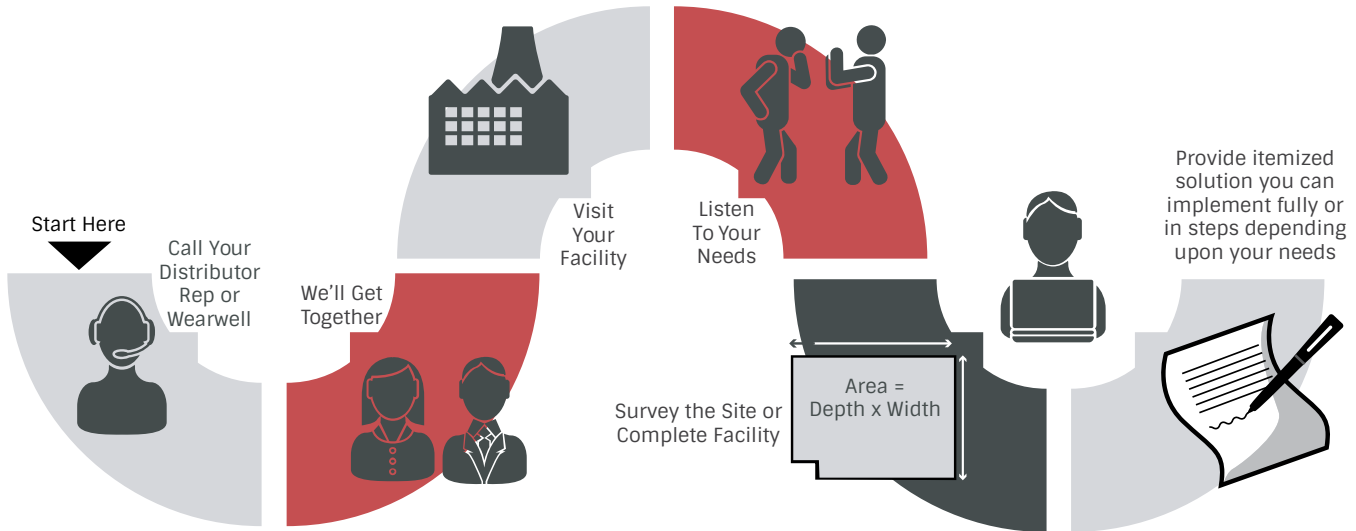 Start Here
Call Your
Distributor
Rep or
Wearwell
We'll Get
Together
Visit
Your
Facility
Listen
To Your
Needs
Survey the Site or
Complete Facility
Area =
Depth x Width
Provide itemized
solution you can
implement fully or
in steps depending
upon your needs